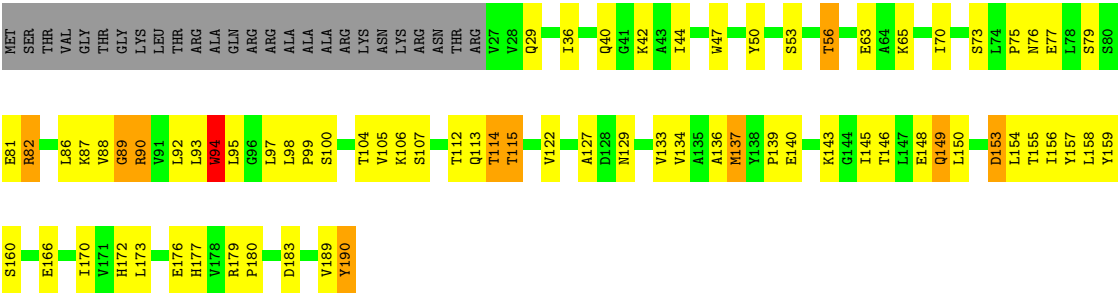 MET SER THR VAL GLY THR GLY LYS LEU THR ARG ALA GLN ARG ARG ALA ALA ALA ARG LYS ASN LYS ARG ASN THR ARG V27 V28 Q29 I36 Q40 G41 K42 A43 I44 W47 Y50 S53 T56 E63 A64 K65 I70 S73 L74 P75 N76 E77 L78 S79 S80
E81 R82 L86 K87 V88 G89 R90 V91 L92 L93 W94 L95 G96 L97 L98 P99 S100 T104 V105 K106 S107 T112 Q113 T114 T115 V122 A127 D128 N129 V133 V134 A135 A136 M137 Y138 P139 E140 K143 G144 I145 T146 L147 E148 Q149 L150 D153 L154 T155 I156 Y157 L158 Y159
S160 E166 I170 V171 H172 L173 E176 H177 V178 R179 P180 D183 V189 Y190